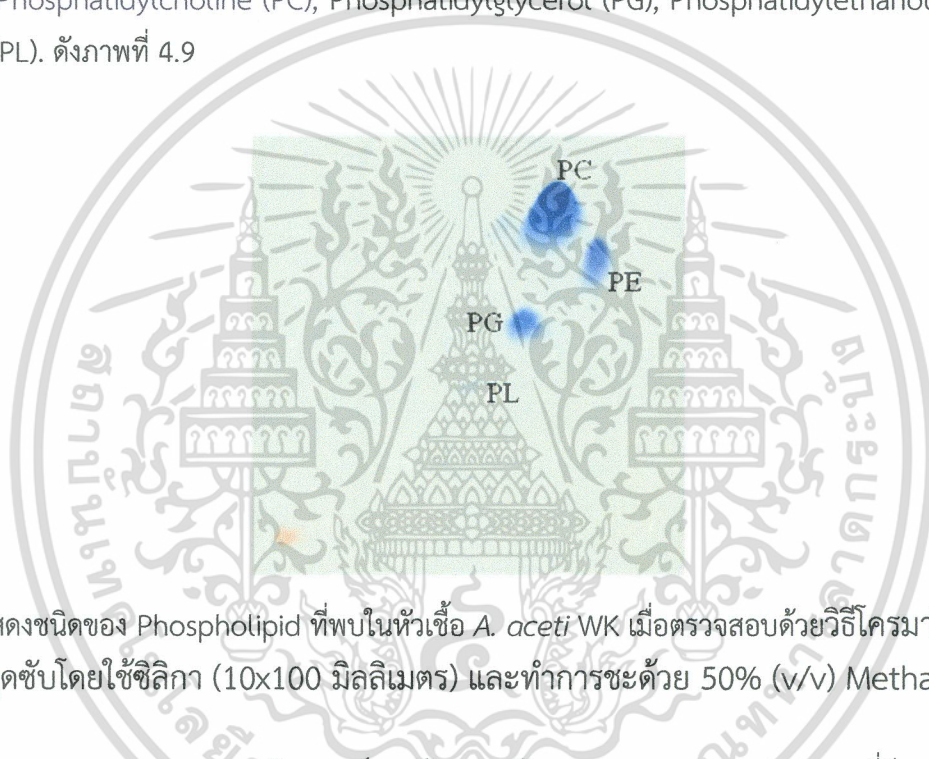 Phosphatidylcholine (PC), Phosphatidylglycerol (PG), Phosphatidylethano
PL). ดังภาพที่ 4.9
PC
PE
PG
PL
สดงชนิดของ Phospholipid ที่พบในหัวเชื้อ A. aceti WK เมื่อตรวจสอบด้วยวิธีโครมา
ดซับโดยใช้ซิลิกา (10x100 มิลลิเมตร) และทำการชะด้วย 50% (v/v) Metha